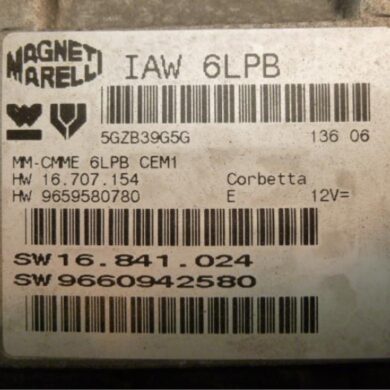 MAGNETI
MARELLI
IAW 6LPB
5GZB39G5G 136 06
MM-CMME 6LPB CEM1
HW 16.707.154 Corbetta
HW 9659580780 E 12V=
SW 16.841.024
SW 9660942580